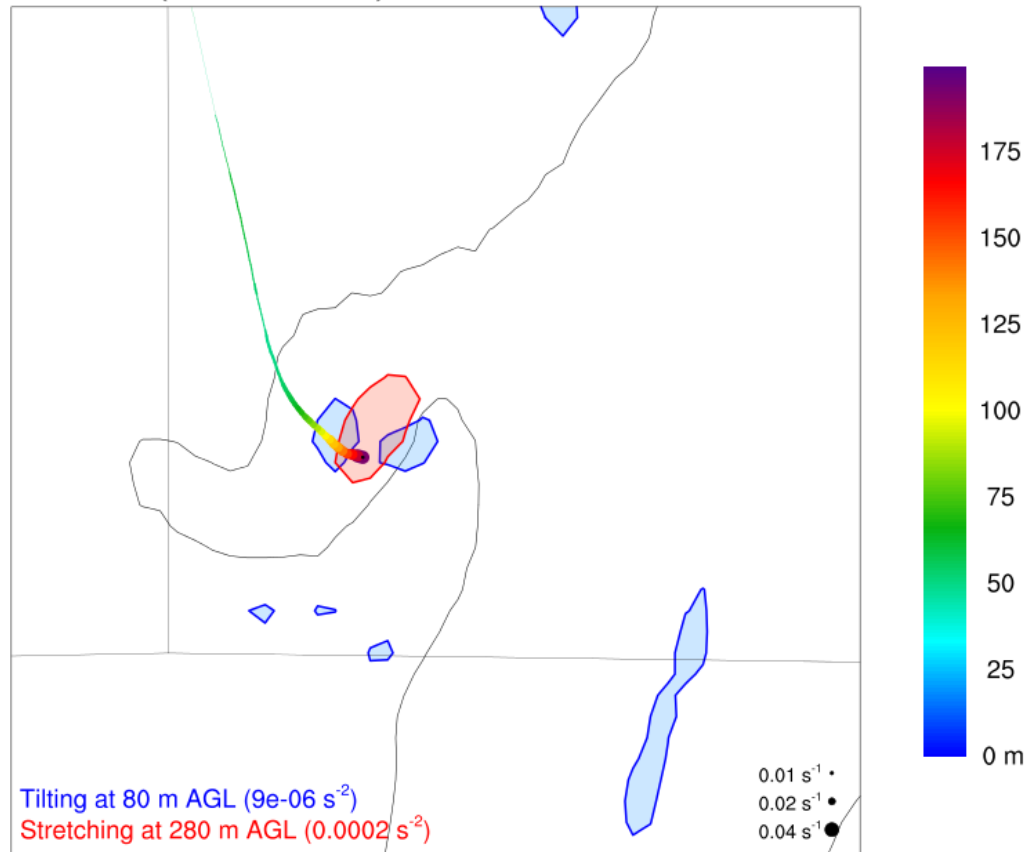 175
150
125
100
75
50
25
0 m
0.01 s⁻¹
0.02 s⁻¹
0.04 s⁻¹
Tilting at 80 m AGL (9e-06 s⁻²)
Stretching at 280 m AGL (0.0002 s⁻²)